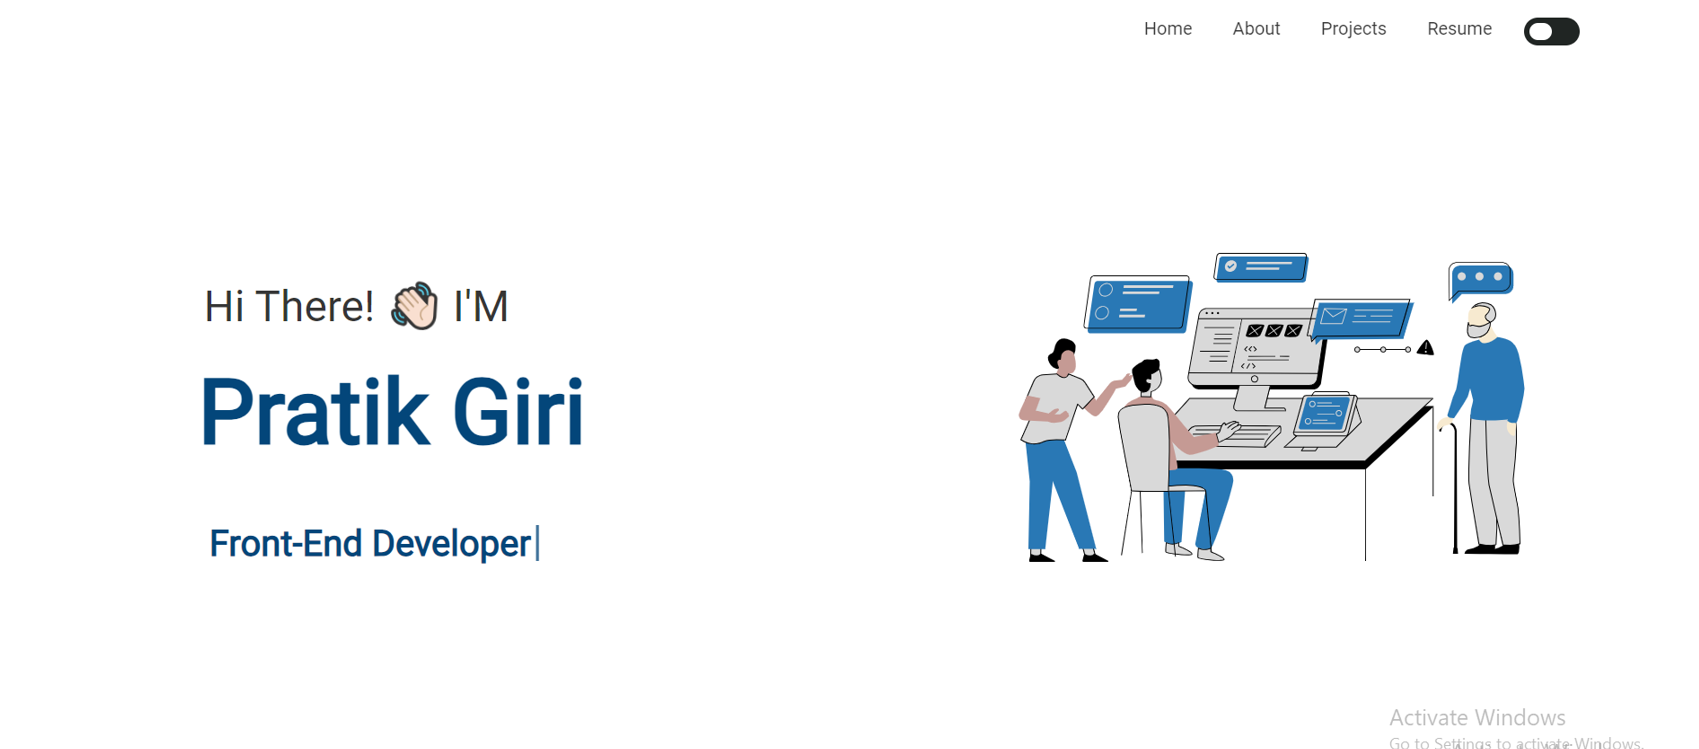 Home About Projects Resume
Hi There! 👋🏻 I'M
Pratik Giri
Front-End Developer
Activate Windows
Go to Settings to activate Windows.